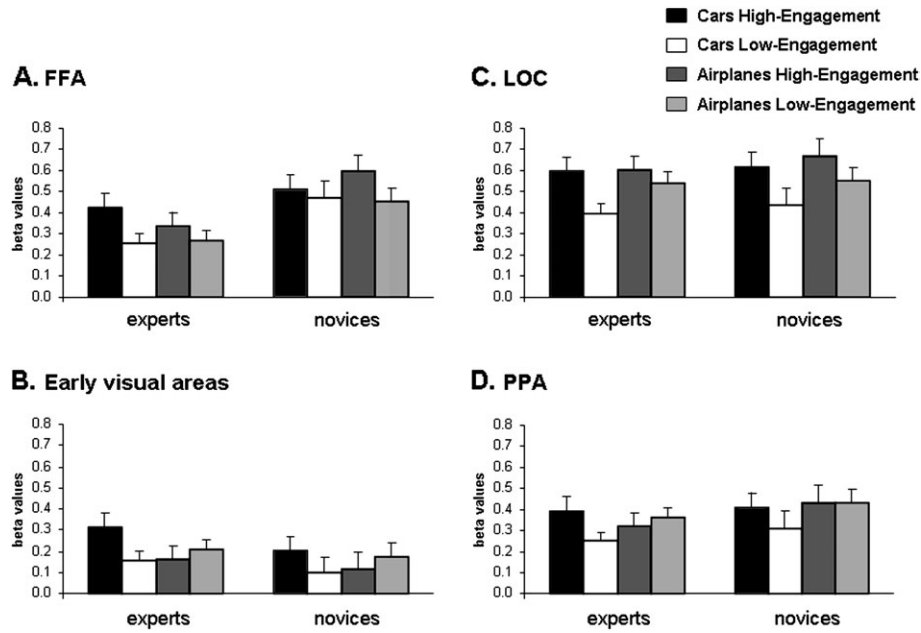 Cars High-Engagement
Cars Low-Engagement
Airplanes High-Engagement
Airplanes Low-Engagement
A. FFA
beta values
0.8
0.7
0.6
0.5
0.4
0.3
0.2
0.1
0.0
experts novices
C. LOC
beta values
0.8
0.7
0.6
0.5
0.4
0.3
0.2
0.1
0.0
experts novices
B. Early visual areas
beta values
0.8
0.7
0.6
0.5
0.4
0.3
0.2
0.1
0.0
experts novices
D. PPA
beta values
0.8
0.7
0.6
0.5
0.4
0.3
0.2
0.1
0.0
experts novices